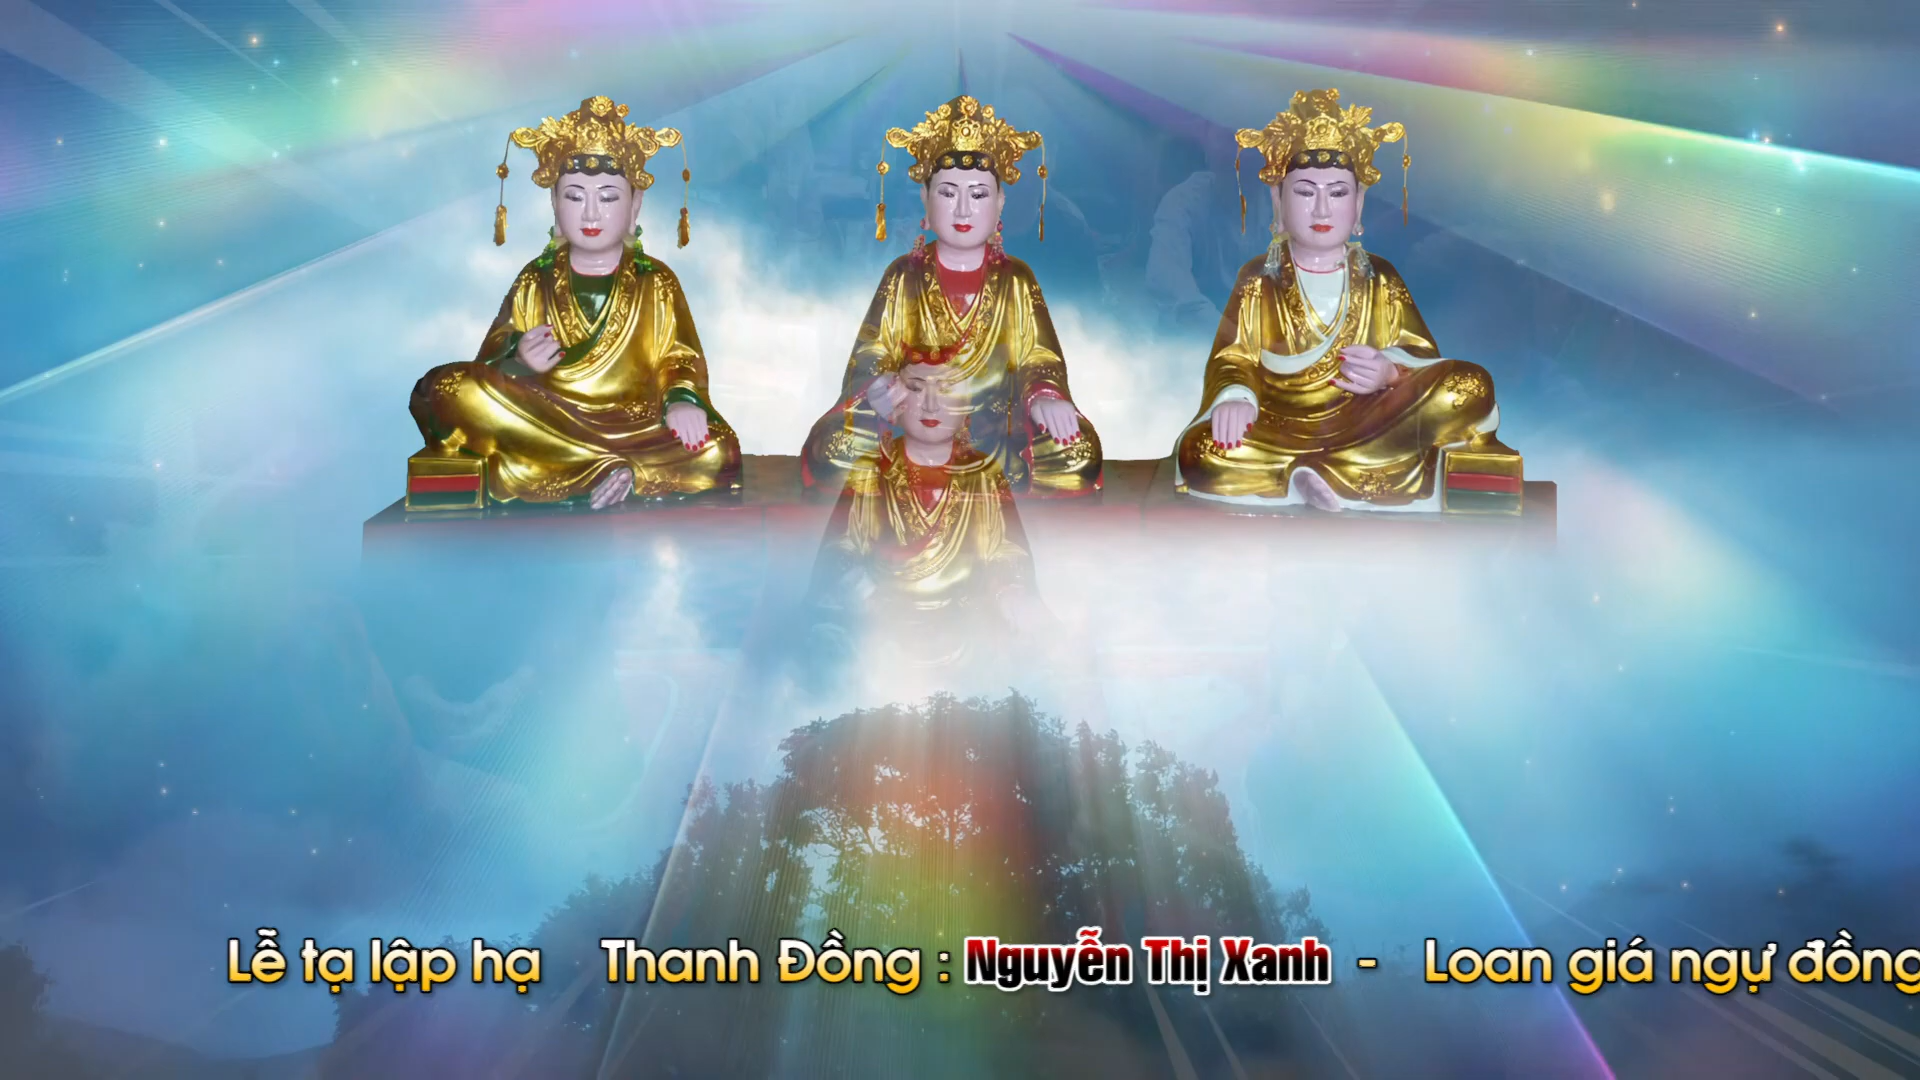 Lễ tạ lập hạ Thanh Đồng : Nguyễn Thị Xanh - Loan giá ngự đồng